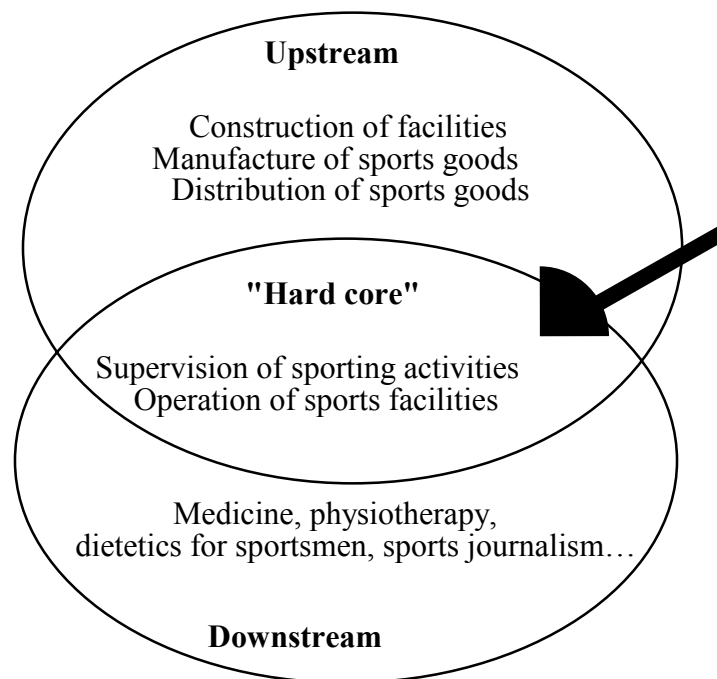 Upstream
Construction of facilities
Manufacture of sports goods
Distribution of sports goods
"Hard core"
Supervision of sporting activities
Operation of sports facilities
Medicine, physiotherapy,
dietetics for sportsmen, sports journalism…
Downstream